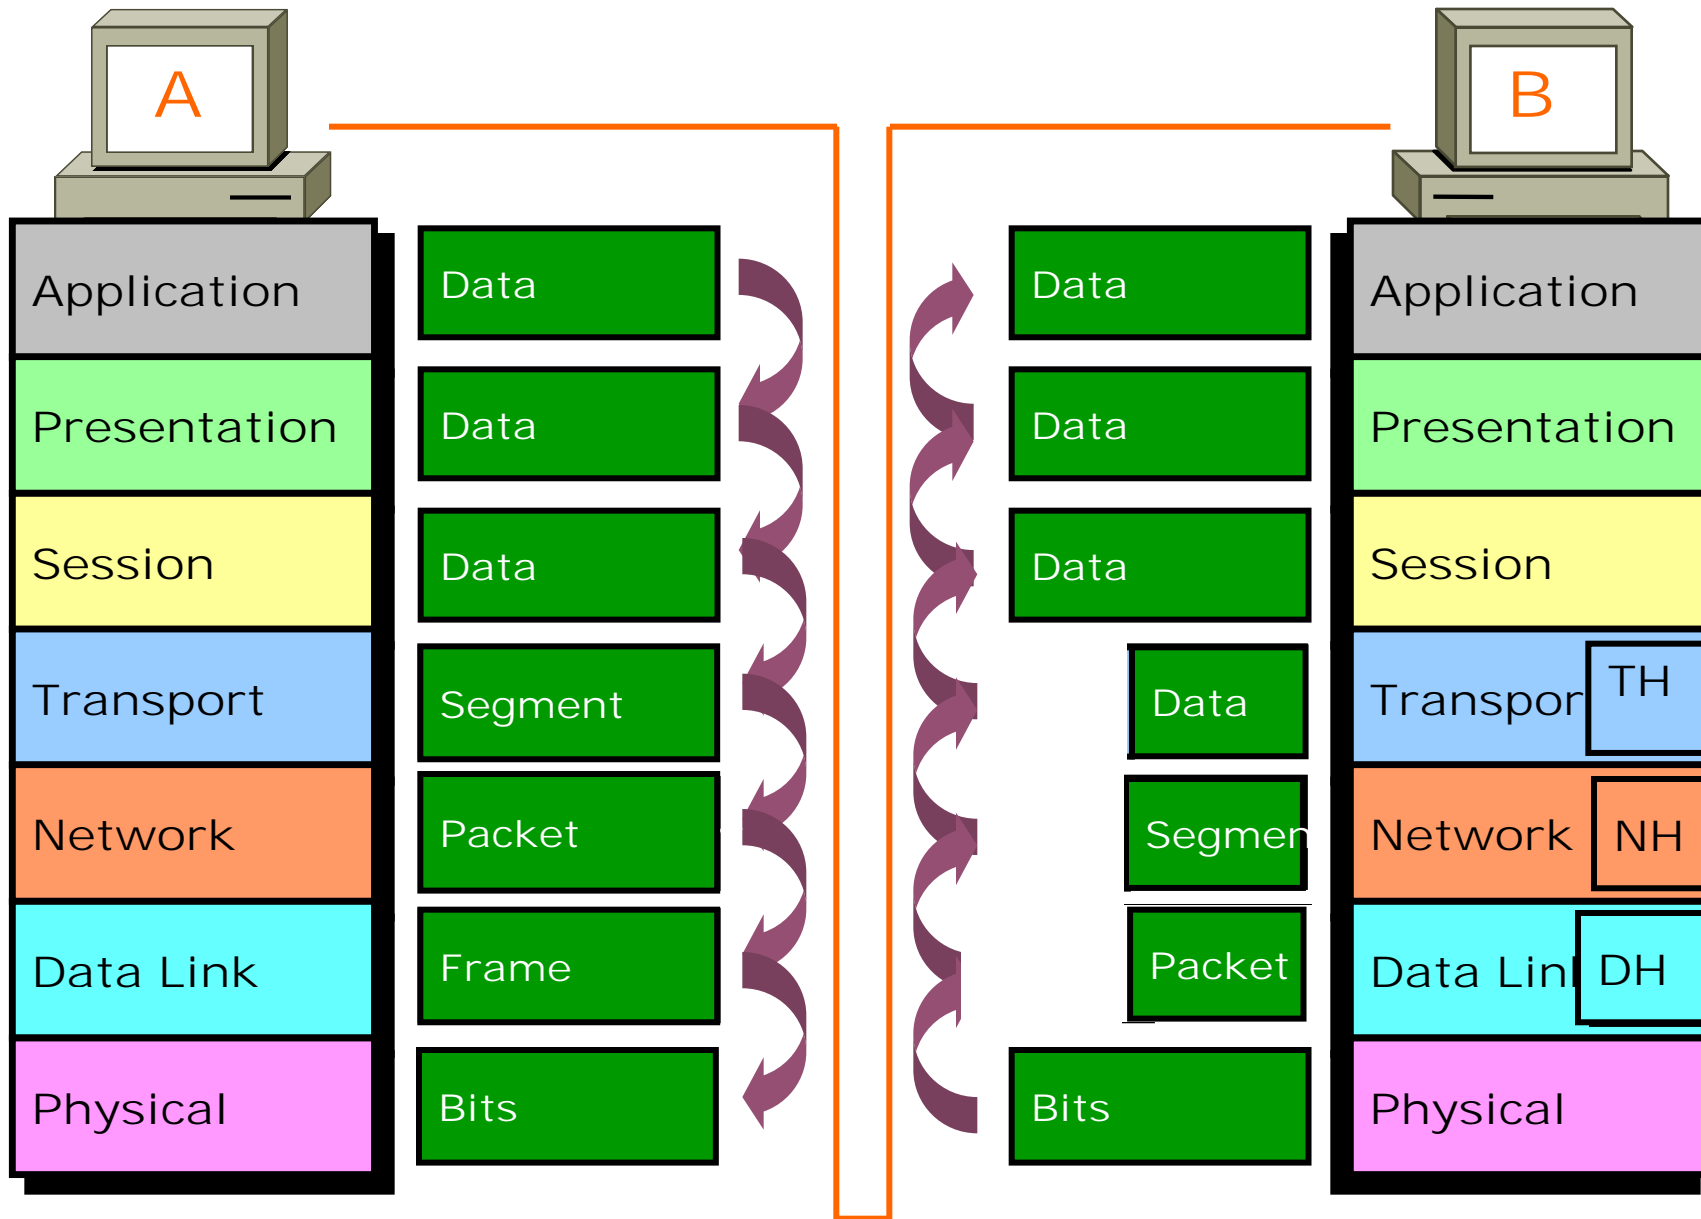 A
B
Application
Data
Data
Application
Presentation
Data
Data
Presentation
Session
Data
Data
Session
Transport
Segment
Data
Transpor
TH
Network
Packet
Segmen
Network
NH
Data Link
Frame
Packet
Data Lin
DH
Physical
Bits
Bits
Physical